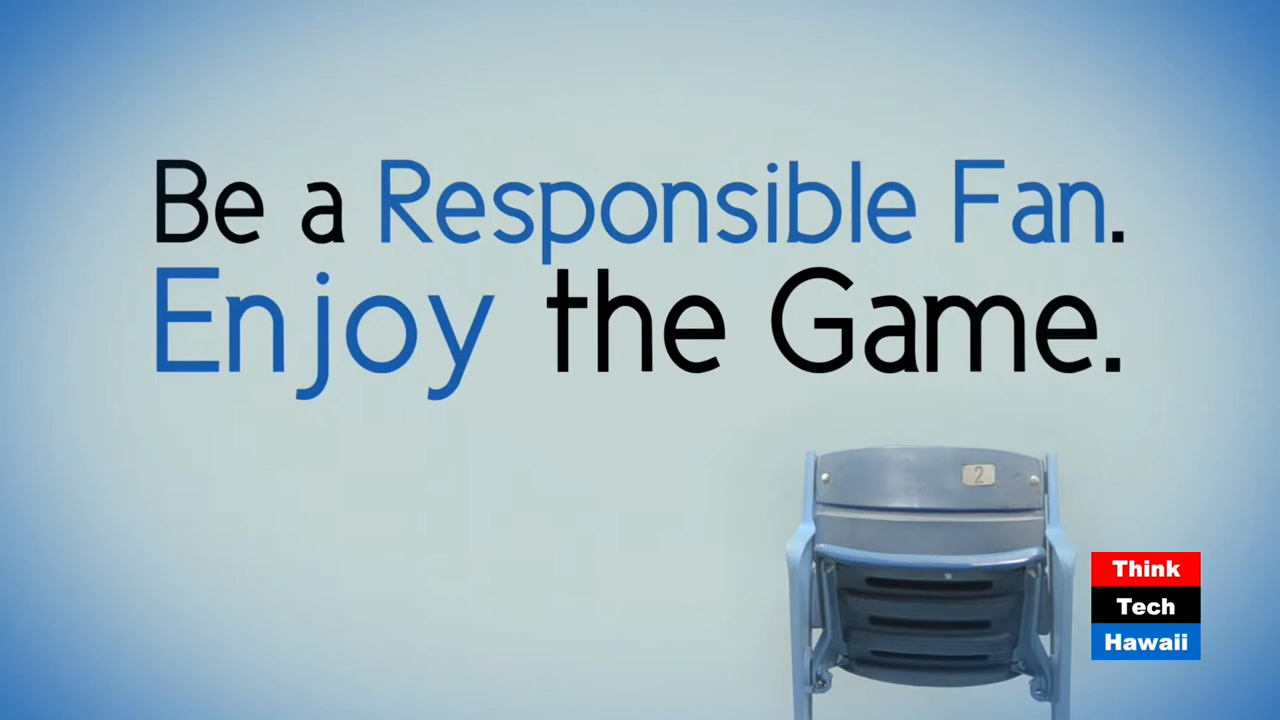 Be a Responsible Fan.
Enjoy the Game.
2
Think
Tech
Hawaii